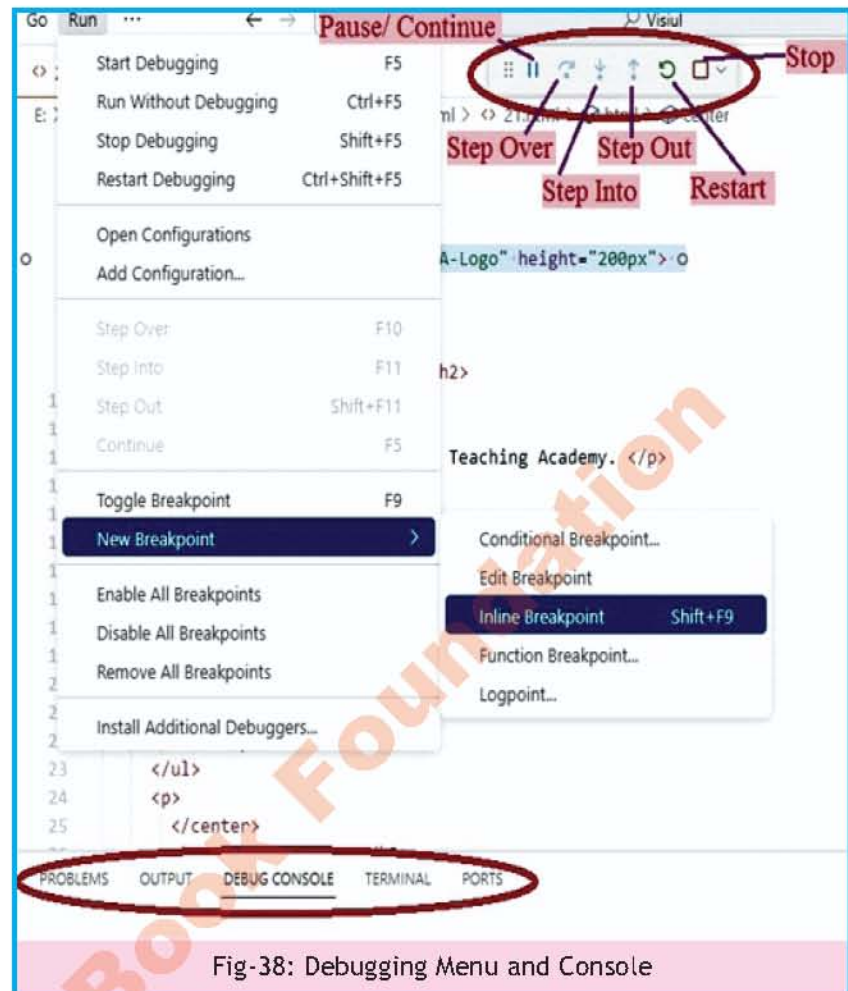 Go Run ··· ← → Visiul
Pause/ Continue
Stop
Step Over Step Out
Step Into Restart
Start Debugging F5
Run Without Debugging Ctrl+F5
Stop Debugging Shift+F5
Restart Debugging Ctrl+Shift+F5
Open Configurations
Add Configuration...
Step Over F10
Step Into F11
Step Out Shift+F11
Continue F5
Toggle Breakpoint F9
New Breakpoint >
Enable All Breakpoints
Disable All Breakpoints
Remove All Breakpoints
Install Additional Debuggers...
Conditional Breakpoint...
Edit Breakpoint
Inline Breakpoint Shift+F9
Function Breakpoint...
Logpoint...
E:
html > center
A-Logo" height="200px">
h2>
Teaching Academy. </p>
23 </ul>
24 <p>
25 </center>
PROBLEMS OUTPUT DEBUG CONSOLE TERMINAL PORTS
Book Foundation
Fig-38: Debugging Menu and Console